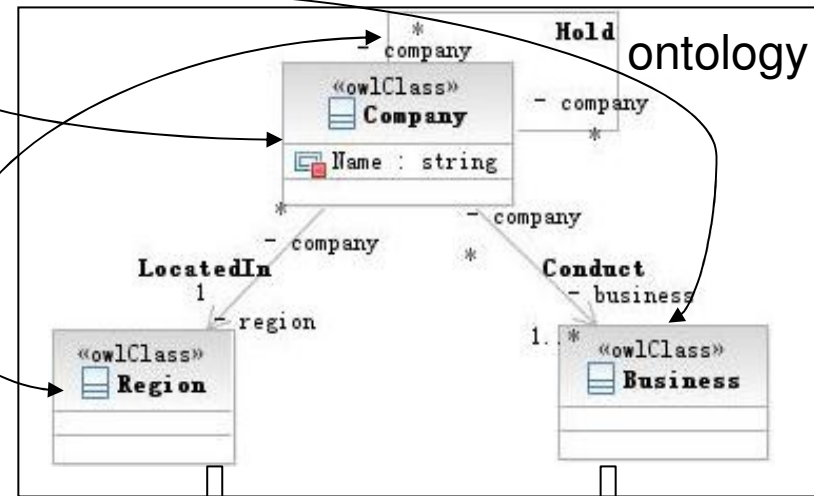 * Hold
- company
ontology
«owlClass»
Company
- company
*
Name : string
*
- company
- company
*
LocatedIn
Conduct
1
- business
- region
1..*
«owlClass»
Region
«owlClass»
Business